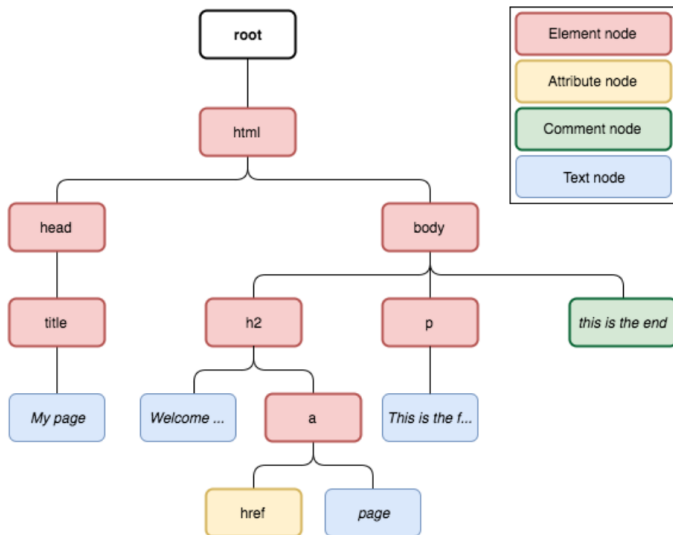 root
Element node
Attribute node
html
Comment node
Text node
head
body
title
h2
p
this is the end
My page
Welcome ...
a
This is the f...
href
page